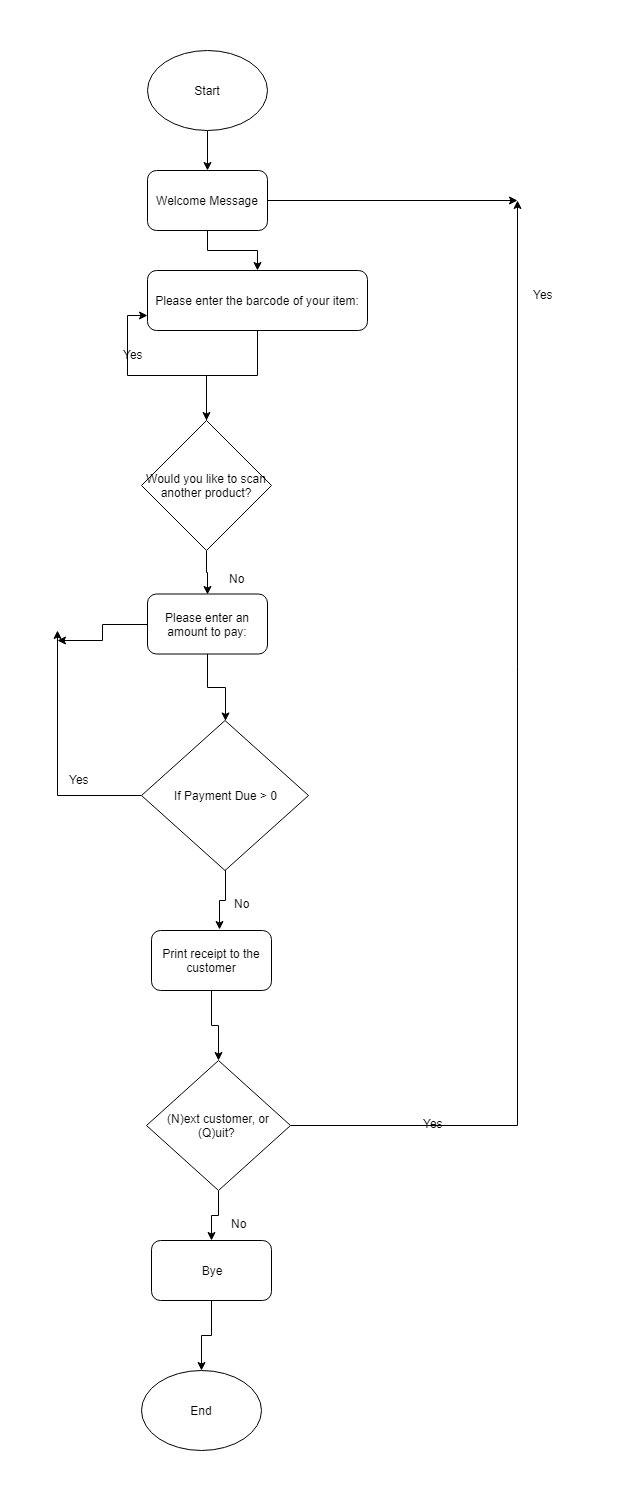 Start
Welcome Message
Yes
Please enter the barcode of your item:
Yes
Would you like to scan
another product?
No
Please enter an
amount to pay:
Yes
If Payment Due > 0
No
Print receipt to the
customer
(N)ext customer, or
(Q)uit?
Yes
No
Bye
End